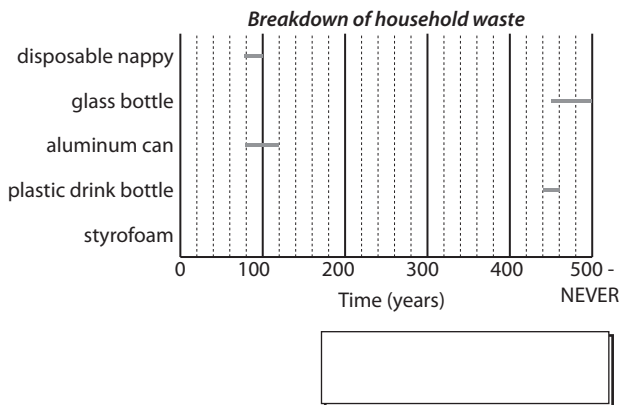 Breakdown of household waste
disposable nappy
glass bottle
aluminum can
plastic drink bottle
styrofoam
0 100 200 300 400 500 -
NEVER
Time (years)